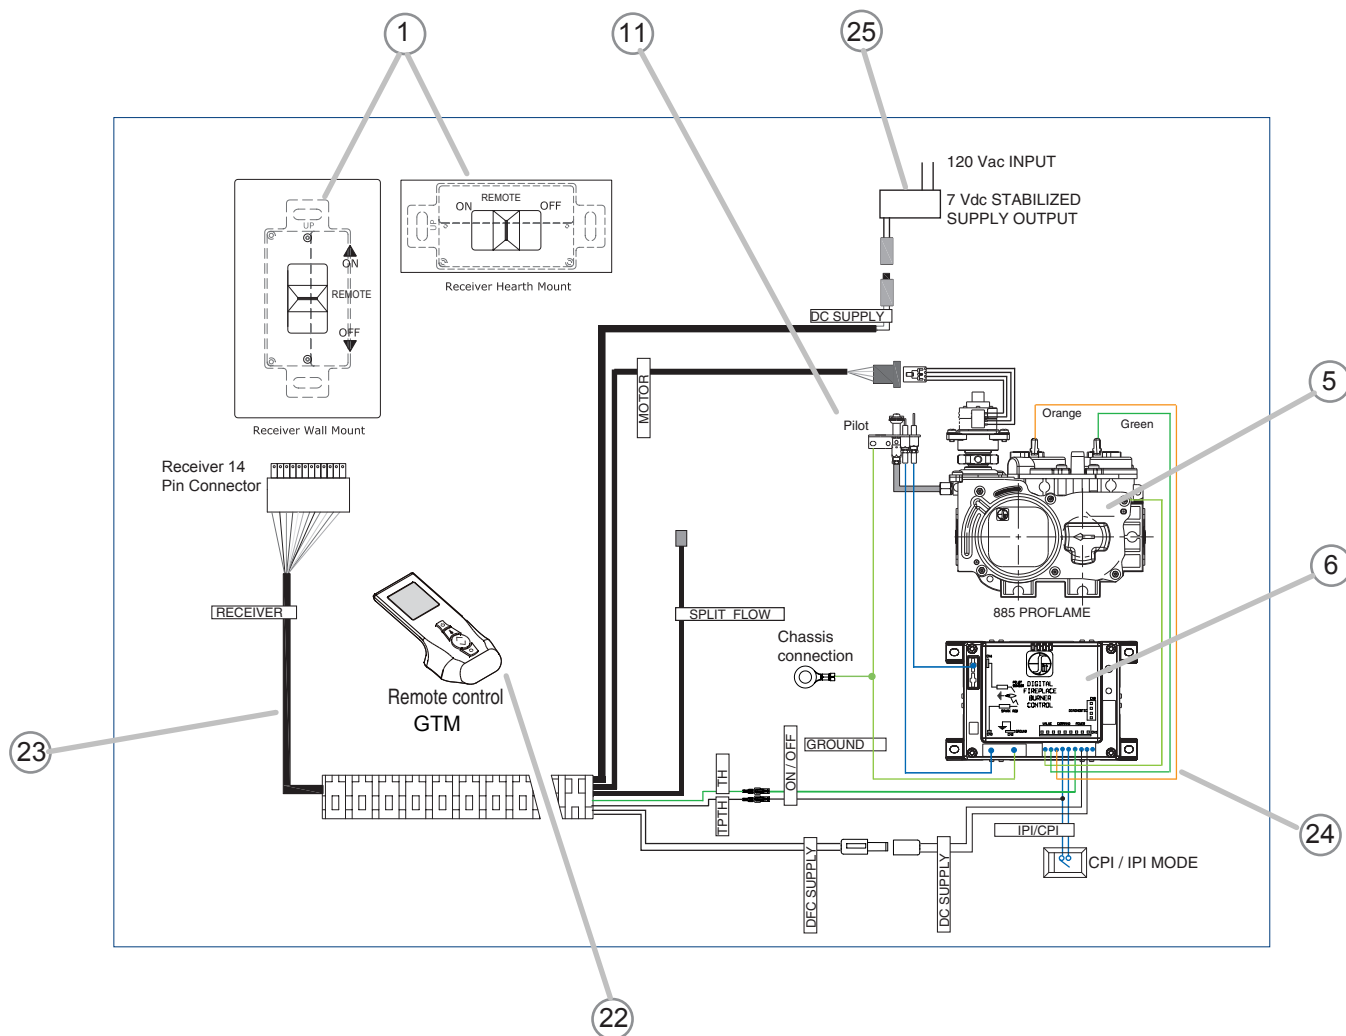 1
11
25
120 Vac INPUT
7 Vdc STABILIZED
SUPPLY OUTPUT
UP
ON
REMOTE
OFF
Receiver Wall Mount
REMOTE
ON
OFF
UP
Receiver Hearth Mount
DC SUPPLY
MOTOR
Pilot
Orange
Green
5
885 PROFLAME
Receiver 14
Pin Connector
RECEIVER
SPLIT FLOW
Remote control
GTM
Chassis
connection
6
DIGITAL
FIREPLACE
BURNER
CONTROL
GROUND
ON / OFF
TH
TPTH
DFC SUPPLY
DC SUPPLY
IPI/CPI
CPI / IPI MODE
23
24
22